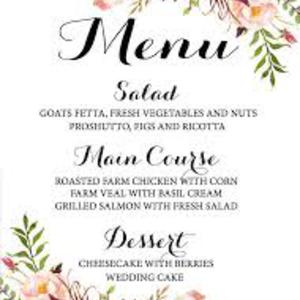 Menu
Salad
GOATS FETTA, FRESH VEGETABLES AND NUTS
PROSHUTTO, FIGS AND RICOTTA
Main Course
ROASTED FARM CHICKEN WITH CORN
FARM VEAL WITH BASIL CREAM
GRILLED SALMON WITH FRESH SALAD
Dessert
CHEESECAKE WITH BERRIES
WEDDING CAKE